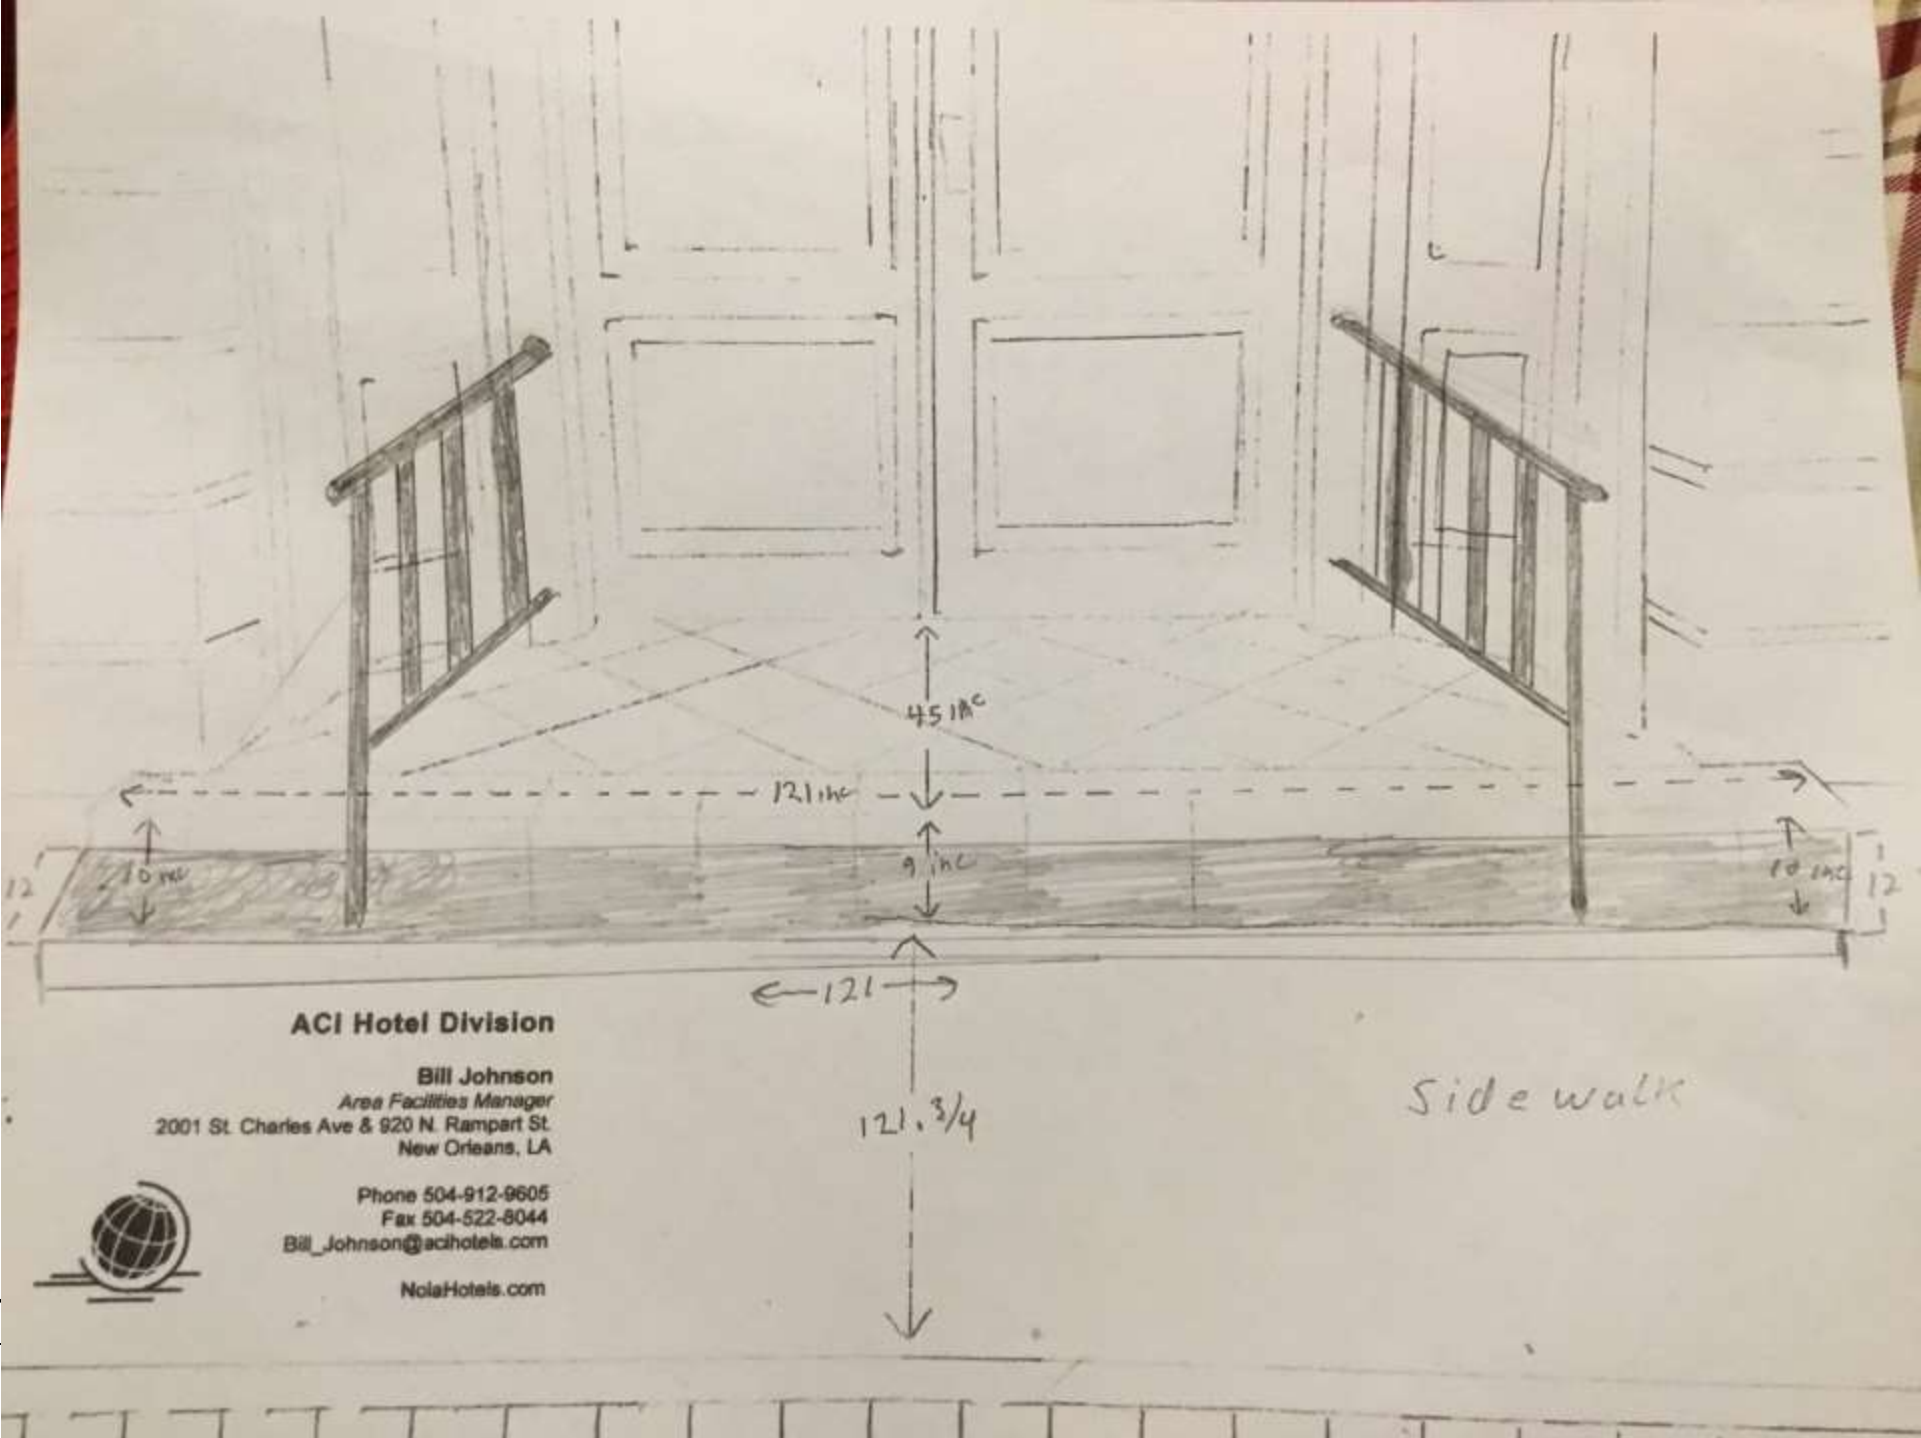 45 inc
121 inc
10 inc
9 inc
10 inc
12
12
121
ACI Hotel Division
Bill Johnson
Area Facilities Manager
2001 St. Charles Ave & 920 N. Rampart St.
New Orleans, LA
121.3/4
Sidewalk
Phone 504-912-9605
Fax 504-522-8044
Bill_Johnson@acihotels.com
NolaHotels.com